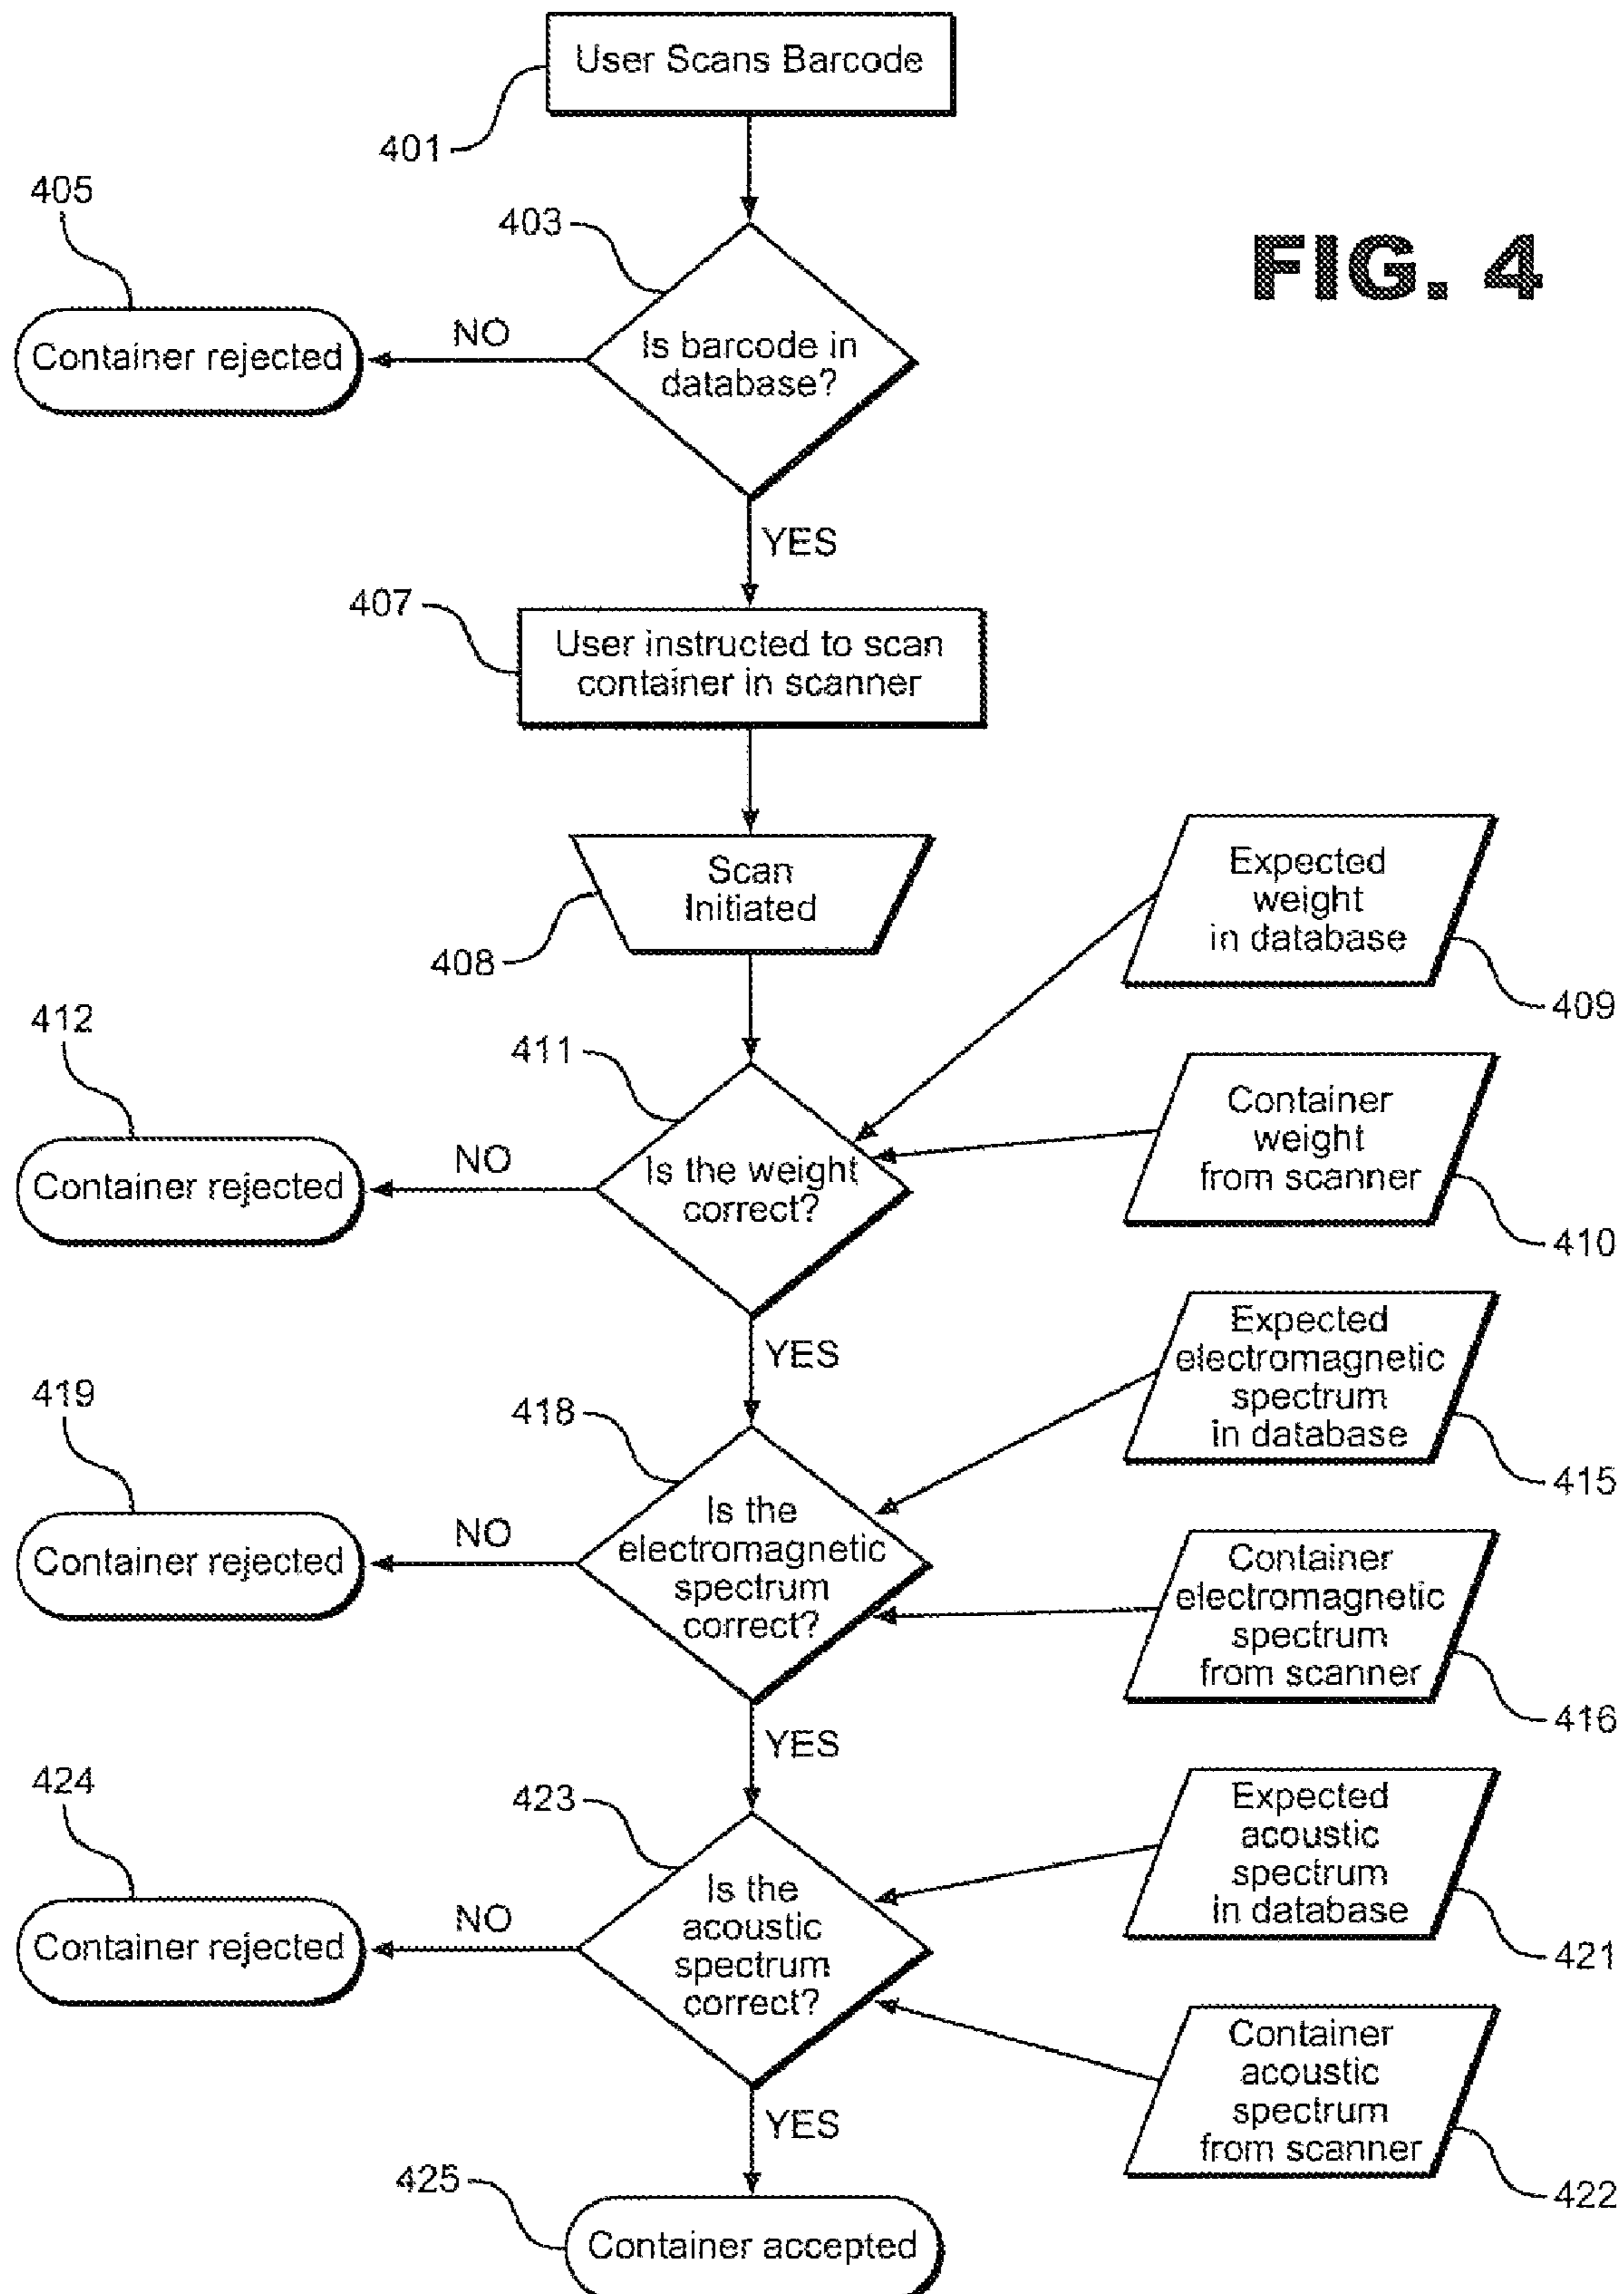 User Scans Barcode
401
405
403
FIG. 4
Container rejected
NO
Is barcode in
database?
YES
407
User instructed to scan
container in scanner
Scan
Initiated
408
Expected
weight
in database
409
412
411
Container rejected
NO
Is the weight
correct?
Container
weight
from scanner
410
YES
Expected
electromagnetic
spectrum
in database
415
419
418
Container rejected
NO
Is the
electromagnetic
spectrum
correct?
Container
electromagnetic
spectrum
from scanner
416
YES
Expected
acoustic
spectrum
in database
421
424
423
Container rejected
NO
Is the
acoustic
spectrum
correct?
Container
acoustic
spectrum
from scanner
422
YES
425
Container accepted